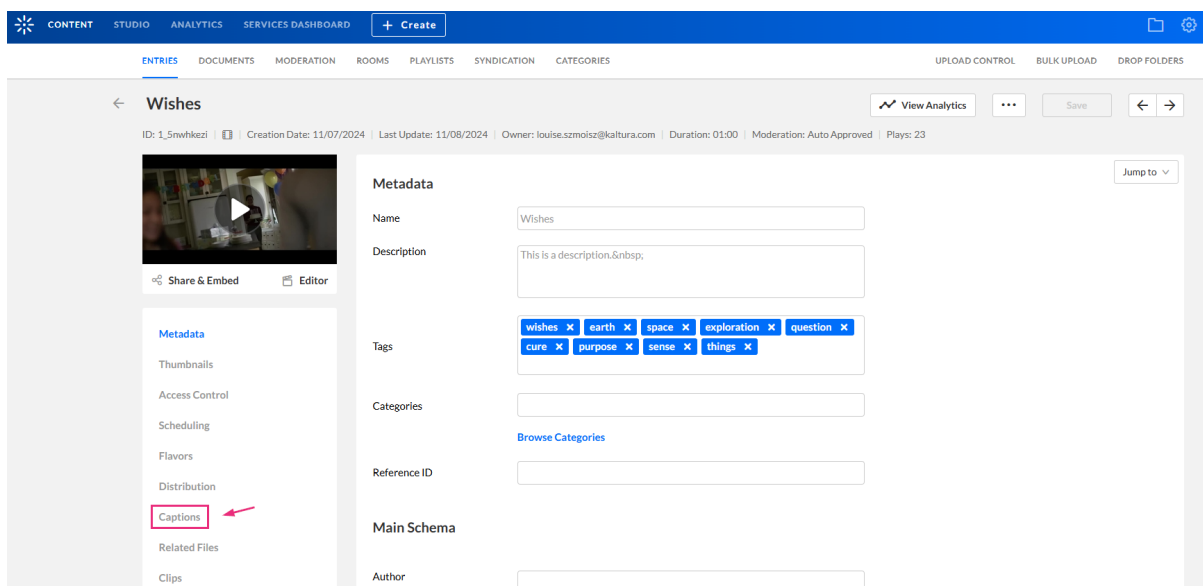 CONTENT STUDIO ANALYTICS SERVICES DASHBOARD + Create
ENTRIES DOCUMENTS MODERATION ROOMS PLAYLISTS SYNDICATION CATEGORIES UPLOAD CONTROL BULK UPLOAD DROP FOLDERS
Wishes View Analytics ••• Save
ID: 1_5nwhkezi | Creation Date: 11/07/2024 | Last Update: 11/08/2024 | Owner: louise.szmoisz@kaltura.com | Duration: 01:00 | Moderation: Auto Approved | Plays: 23
Share & Embed Editor
Metadata
Thumbnails
Access Control
Scheduling
Flavors
Distribution
Captions
Related Files
Clips
Jump to
Metadata
Name Wishes
Description This is a description.&nbsp,
Tags
wishes × earth × space × exploration × question ×
cure × purpose × sense × things ×
Categories
Browse Categories
Reference ID
Main Schema
Author